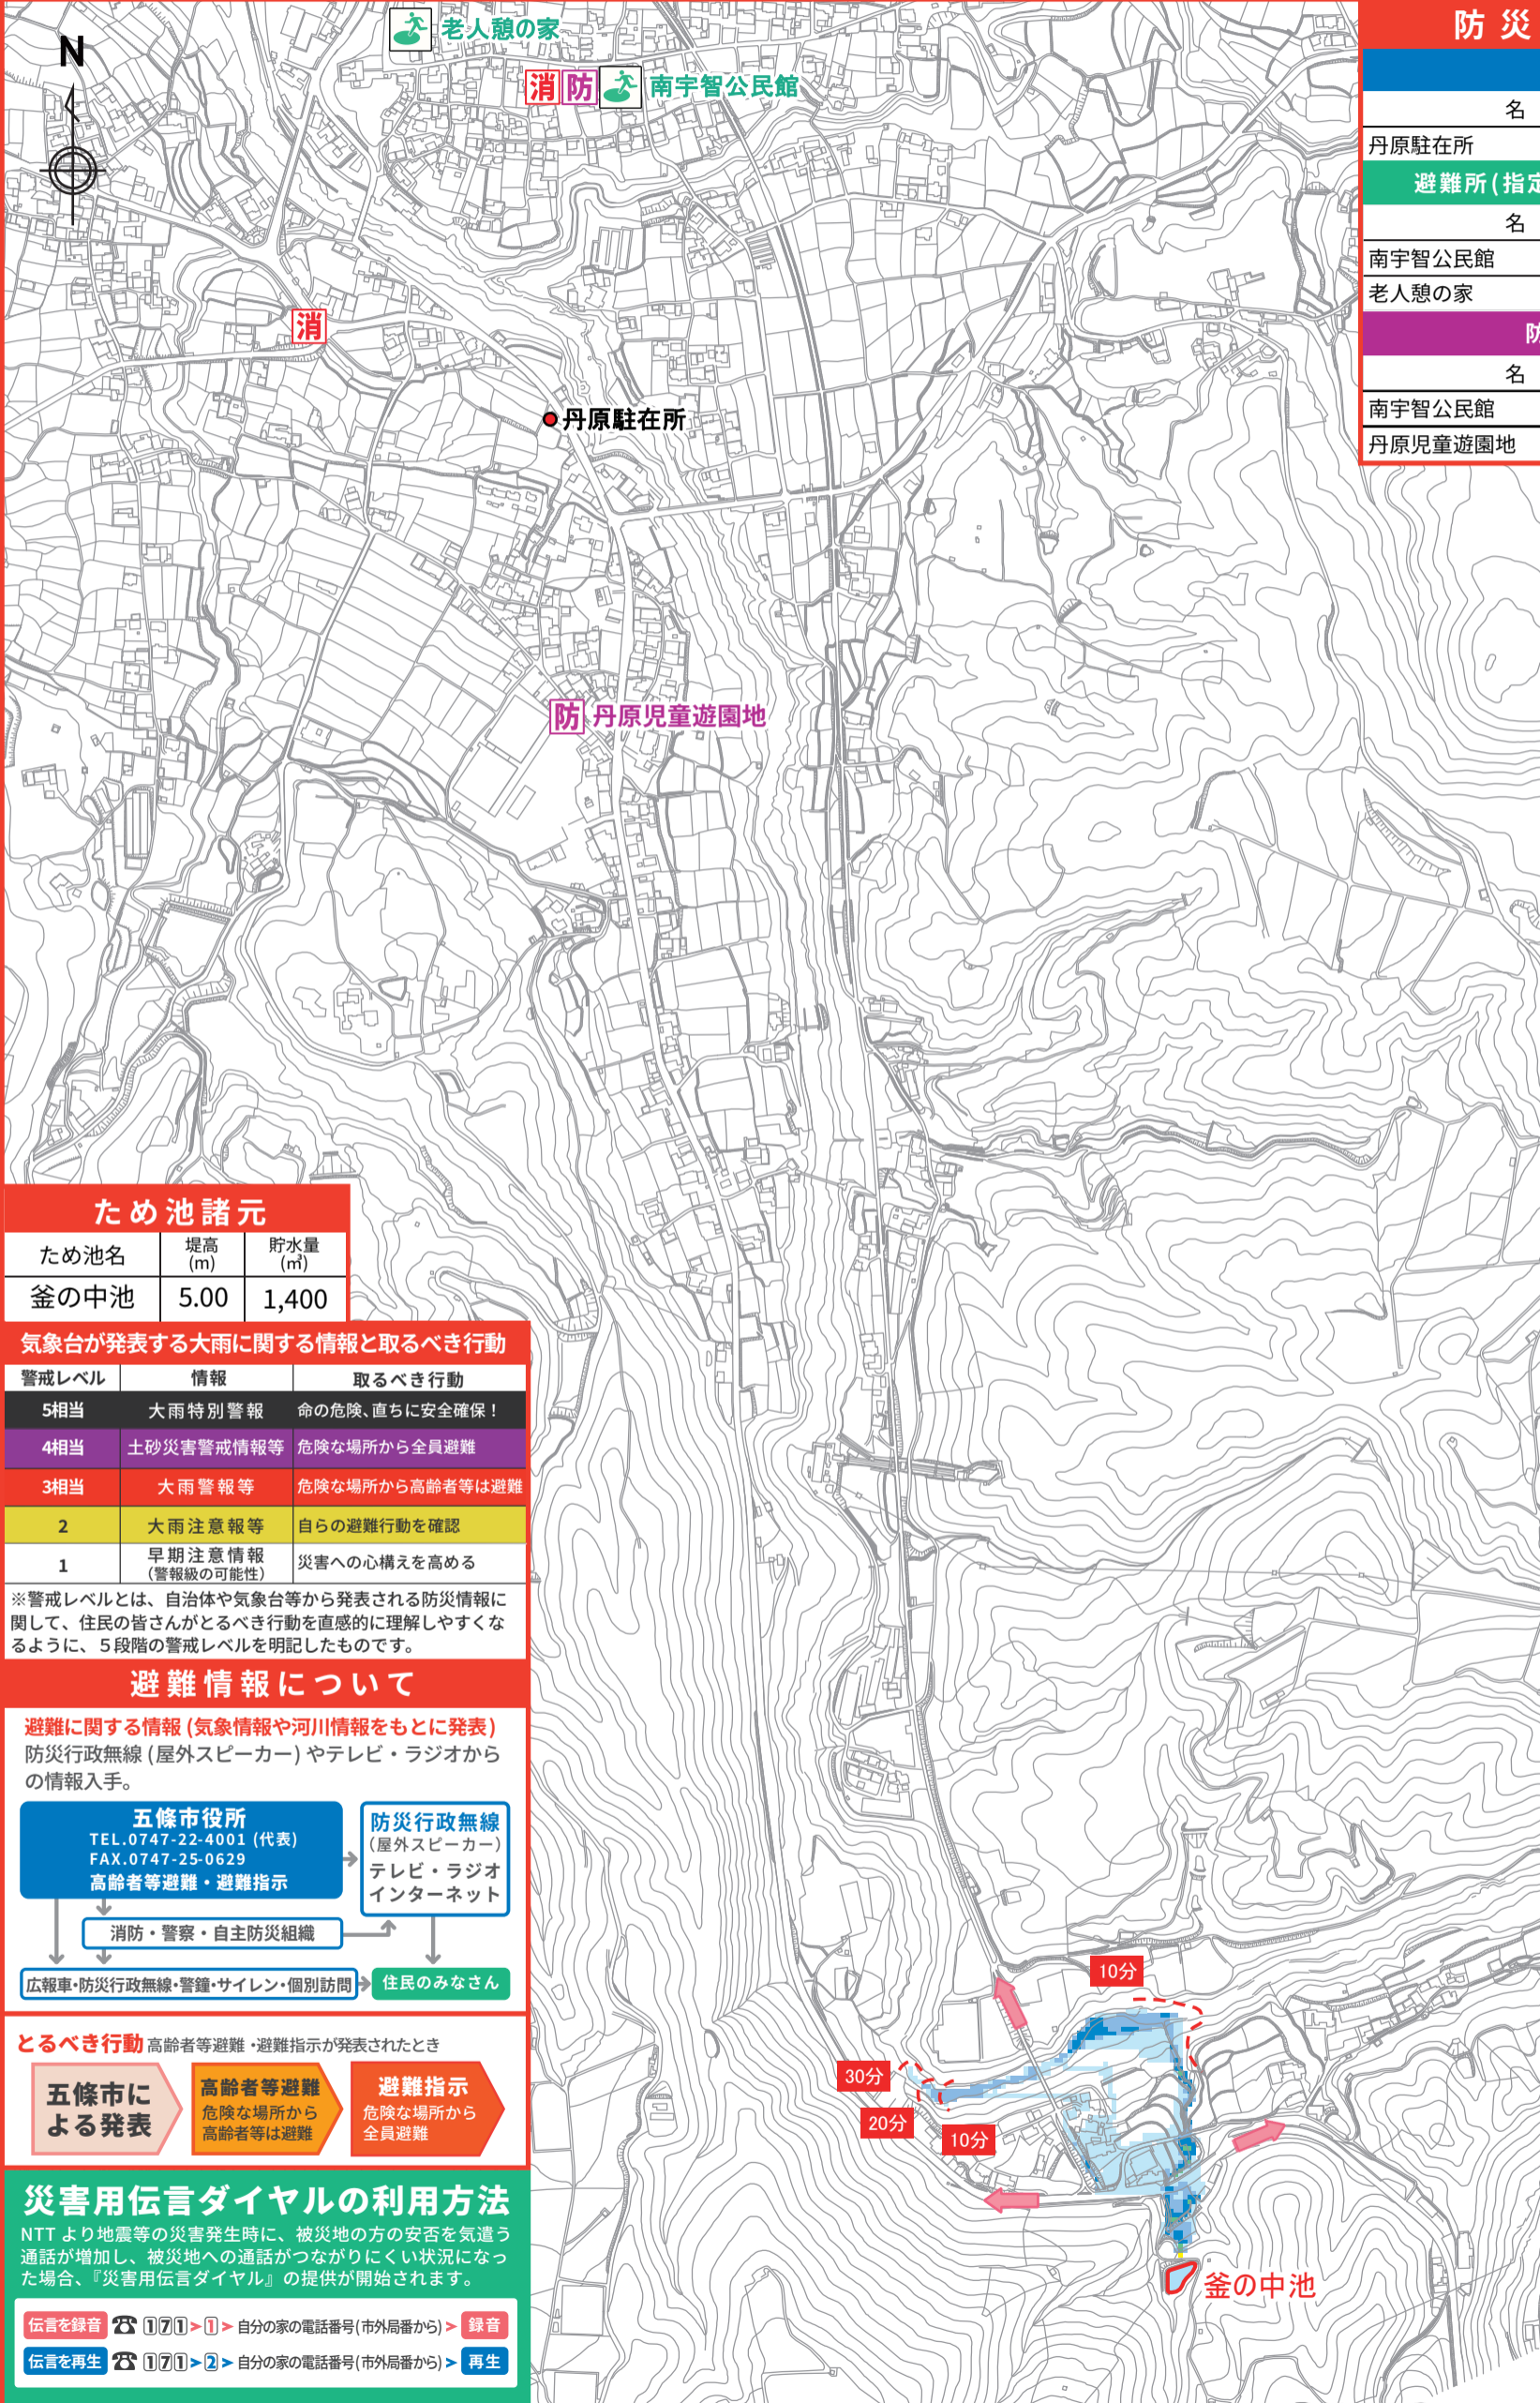 老人憩の家
N
消 防 南宇智公民館
消
丹原駐在所
防 丹原児童遊園地
防災
名
丹原駐在所
避難所(指定
名
南宇智公民館
老人憩の家
防
名
南宇智公民館
丹原児童遊園地
ため池諸元
ため池名 堤高(m) 貯水量(㎥)
釜の中池 5.00 1,400
気象台が発表する大雨に関する情報と取るべき行動
警戒レベル 情報 取るべき行動
5相当 大雨特別警報 命の危険、直ちに安全確保！
4相当 土砂災害警戒情報等 危険な場所から全員避難
3相当 大雨警報等 危険な場所から高齢者等は避難
2 大雨注意報等 自らの避難行動を確認
1 早期注意情報(警報級の可能性) 災害への心構えを高める
※警戒レベルとは、自治体や気象台等から発表される防災情報に
関して、住民の皆さんがとるべき行動を直感的に理解しやすくな
るように、５段階の警戒レベルを明記したものです。
避難情報について
避難に関する情報(気象情報や河川情報をもとに発表)
防災行政無線(屋外スピーカー)やテレビ・ラジオから
の情報入手。
五條市役所
TEL.0747-22-4001 (代表)
FAX.0747-25-0629
高齢者等避難・避難指示
防災行政無線
(屋外スピーカー)
テレビ・ラジオ
インターネット
消防・警察・自主防災組織
広報車・防災行政無線・警鐘・サイレン・個別訪問
住民のみなさん
とるべき行動 高齢者等避難・避難指示が発表されたとき
五條市に
よる発表
高齢者等避難
危険な場所から
高齢者等は避難
避難指示
危険な場所から
全員避難
災害用伝言ダイヤルの利用方法
NTTより地震等の災害発生時に、被災地の方の安否を気遣う
通話が増加し、被災地への通話がつながりにくい状況になっ
た場合、『災害用伝言ダイヤル』の提供が開始されます。
伝言を録音 ☎ 171>1> 自分の家の電話番号(市外局番から)> 録音
伝言を再生 ☎ 171>2> 自分の家の電話番号(市外局番から)> 再生
10分
30分
20分
10分
釜の中池